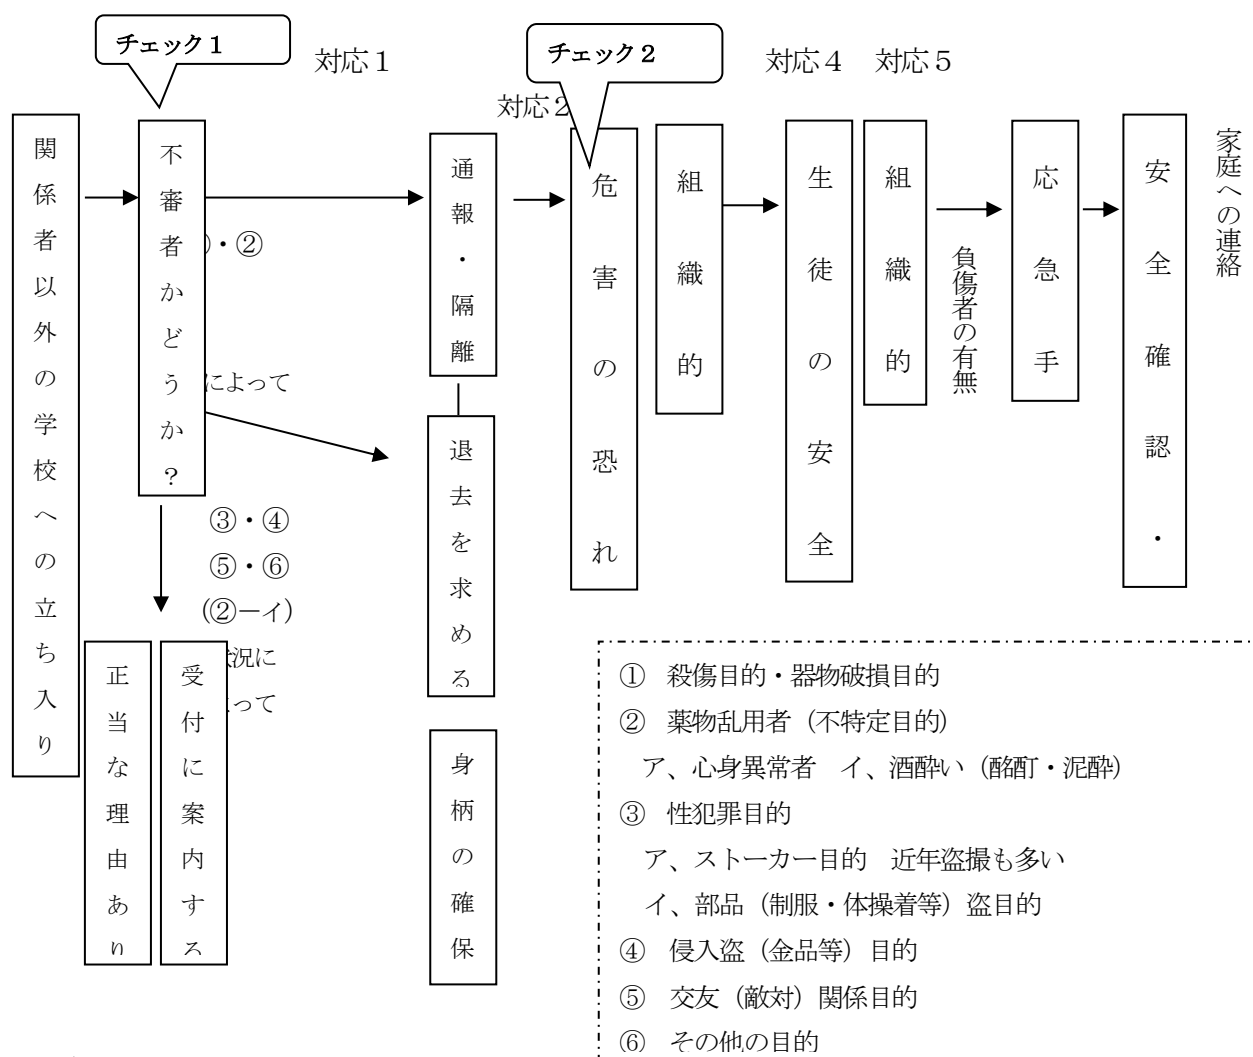 チェック１
対応１
対応２
チェック２
対応４
対応５
関係者以外の学校への立ち入り
不審者かどうか？
・②
によって
③・④
⑤・⑥
(②ーイ)
況に
って
正当な理由あり
受付に案内する
通報・隔離
退去を求める
身柄の確保
危害の恐れ
組織的
生徒の安全
組織的
負傷者の有無
応急手
安全確認・
家庭への連絡
①　殺傷目的・器物破損目的
②　薬物乱用者（不特定目的）
ア、心身異常者　イ、酒酔い（酩酊・泥酔）
③　性犯罪目的
ア、ストーカー目的　近年盗撮も多い
イ、部品（制服・体操着等）盗目的
④　侵入盗（金品等）目的
⑤　交友（敵対）関係目的
⑥　その他の目的